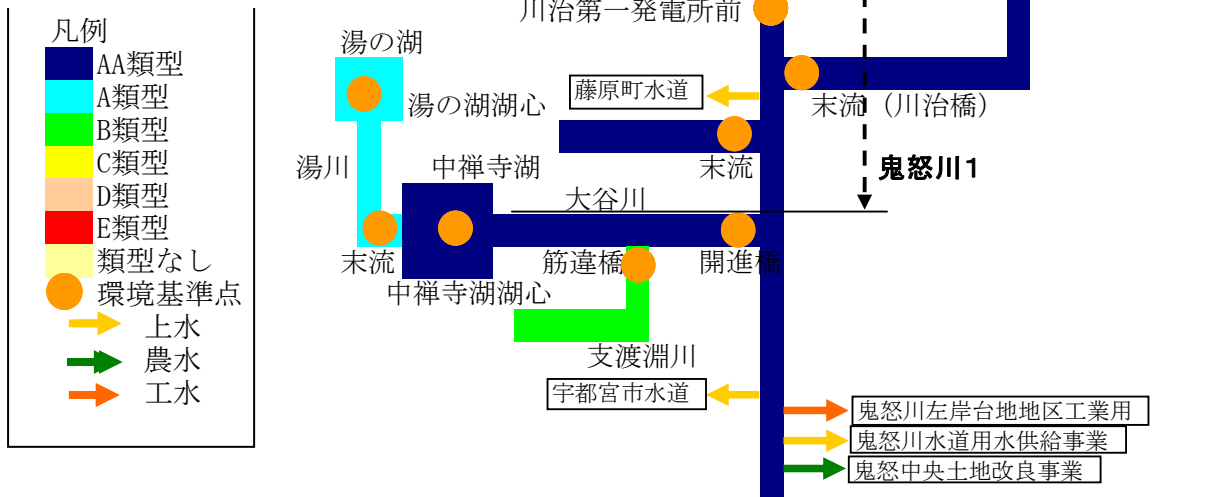 凡例
AA類型
A類型
B類型
C類型
D類型
E類型
類型なし
環境基準点
上水
農水
工水
川治第一発電所前
湯の湖
湯の湖湖心
藤原町水道
末流（川治橋）
湯川
中禅寺湖
末流
鬼怒川1
大谷川
末流
筋違橋
開進橋
中禅寺湖湖心
支渡淵川
宇都宮市水道
鬼怒川左岸台地地区工業用
鬼怒川水道用水供給事業
鬼怒中央土地改良事業